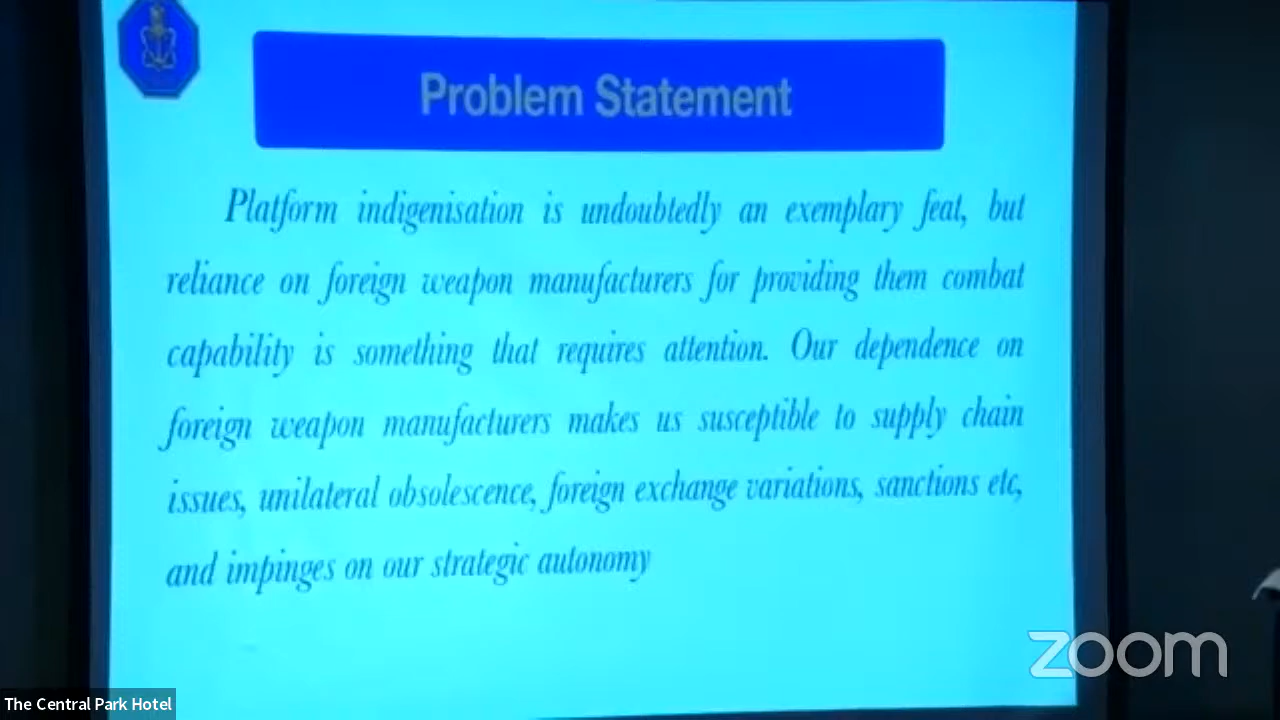 Problem Statement
Platform indigenisation is undoubtedly an exemplary feat, but
reliance on foreign weapon manufacturers for providing them combat
capability is something that requires attention. Our dependence on
foreign weapon manufacturers makes us susceptible to supply chain
issues, unilateral obsolescence, foreign exchange variations, sanctions etc,
and impinges on our strategic autonomy
zoom
The Central Park Hotel